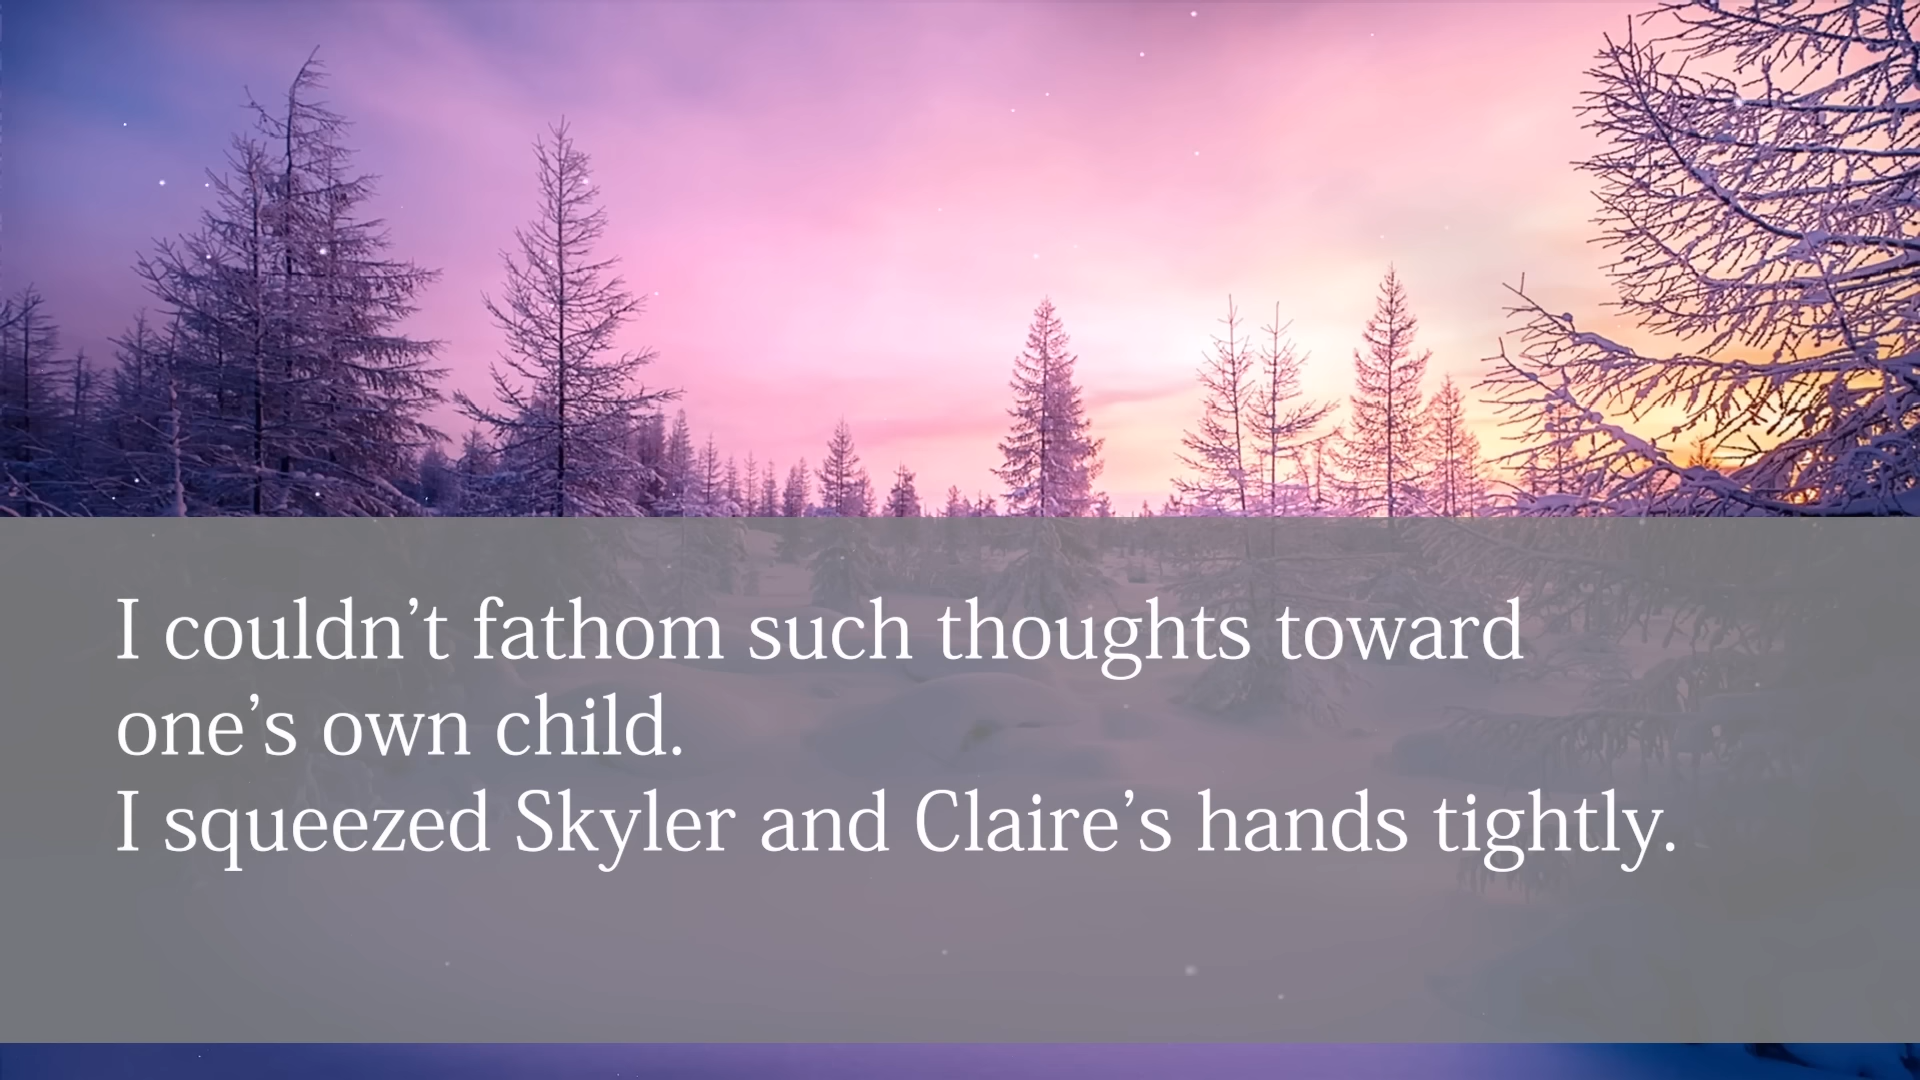 I couldn’t fathom such thoughts toward
one’s own child.
I squeezed Skyler and Claire’s hands tightly.